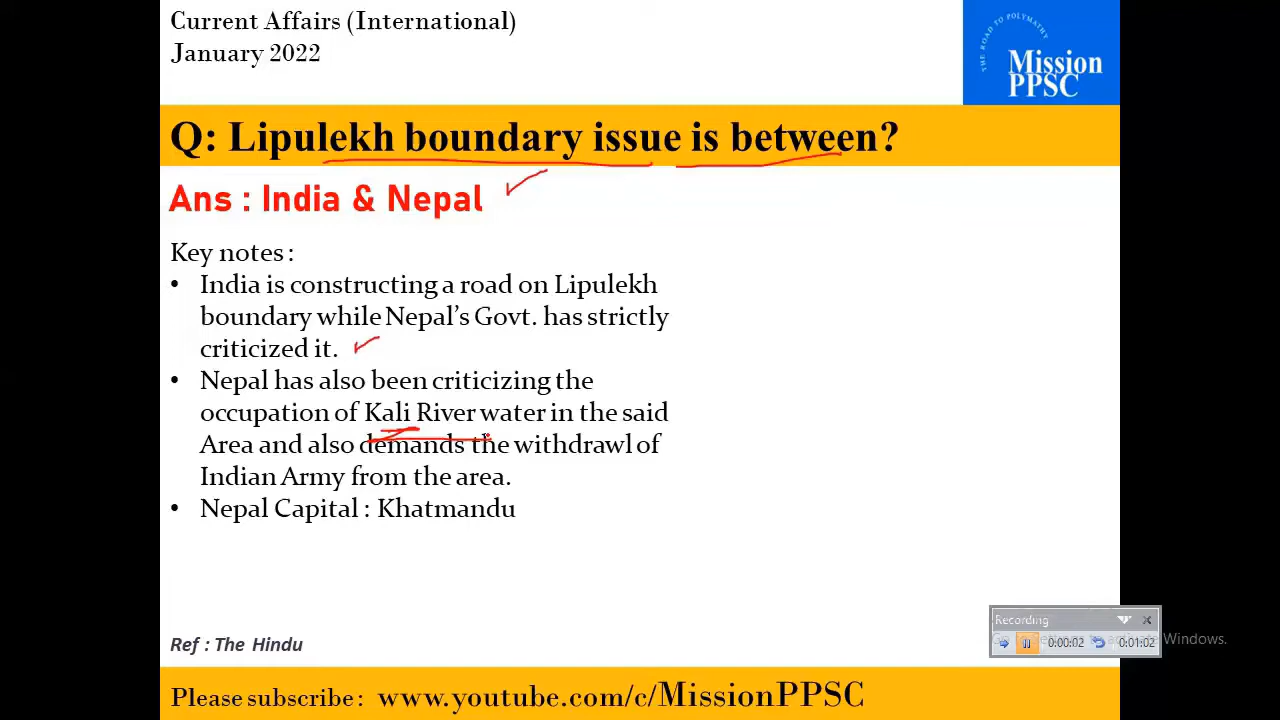 Current Affairs (International)
January 2022
THE ROAD TO POLYMATHY
Mission
PPSC
Q: Lipulekh boundary issue is between?
Ans : India & Nepal
Key notes :
• India is constructing a road on Lipulekh
boundary while Nepal's Govt. has strictly
criticized it.
• Nepal has also been criticizing the
occupation of Kali River water in the said
Area and also demands the withdrawl of
Indian Army from the area.
• Nepal Capital : Khatmandu
Ref : The Hindu
Recording
Windows.
0:00:02
0:01:02
Please subscribe : www.youtube.com/c/MissionPPSC